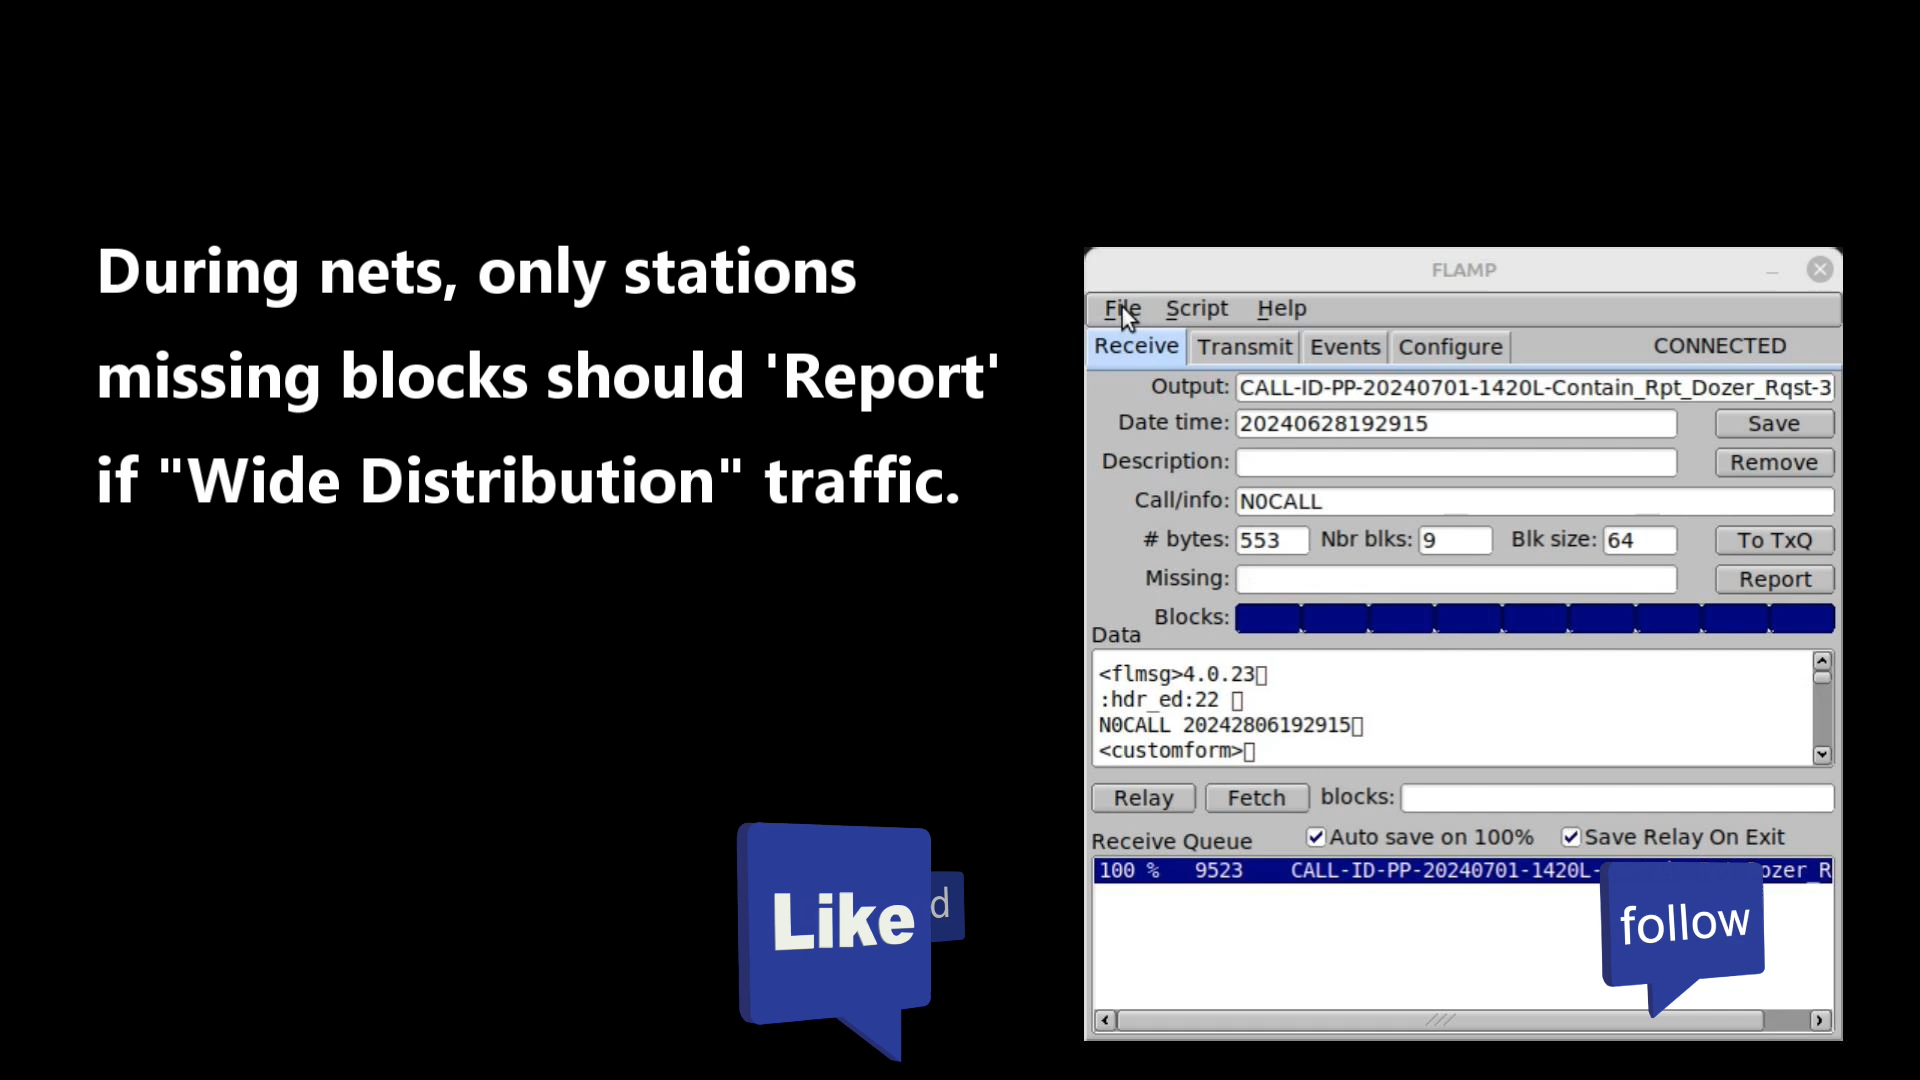 During nets, only stations
missing blocks should 'Report'
if "Wide Distribution" traffic.
FLAMP
File Script Help
Receive Transmit Events Configure CONNECTED
Output: CALL-ID-PP-20240701-1420L-Contain_Rpt_Dozer_Rqst-3
Date time: 20240628192915 Save
Description: Remove
Call/info: N0CALL
# bytes: 553 Nbr blks: 9 Blk size: 64 To TxQ
Missing: Report
Blocks:
Data
<flmsg>4.0.23
:hdr_ed:22
N0CALL 20242806192915
<customform>
Relay Fetch blocks:
Receive Queue Auto save on 100% Save Relay On Exit
100 % 9523 CALL-ID-PP-20240701-1420L- ozer_R
Like d
follow